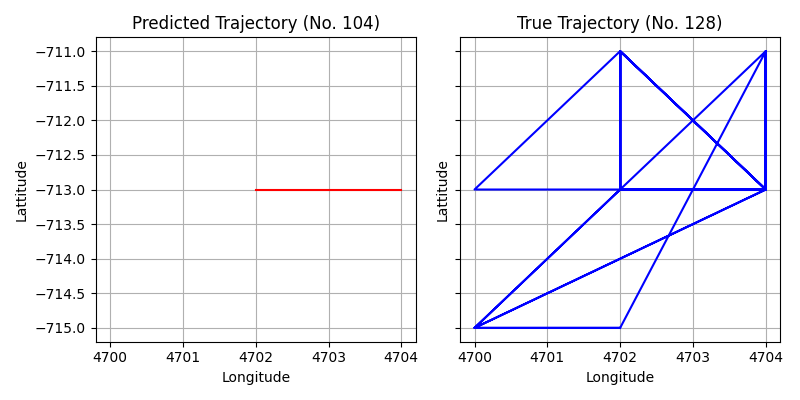 Predicted Trajectory (No. 104)
True Trajectory (No. 128)
−711.0
−711.5
−712.0
−712.5
−713.0
−713.5
−714.0
−714.5
−715.0
Lattitude
Lattitude
4700 4701 4702 4703 4704
4700 4701 4702 4703 4704
Longitude
Longitude